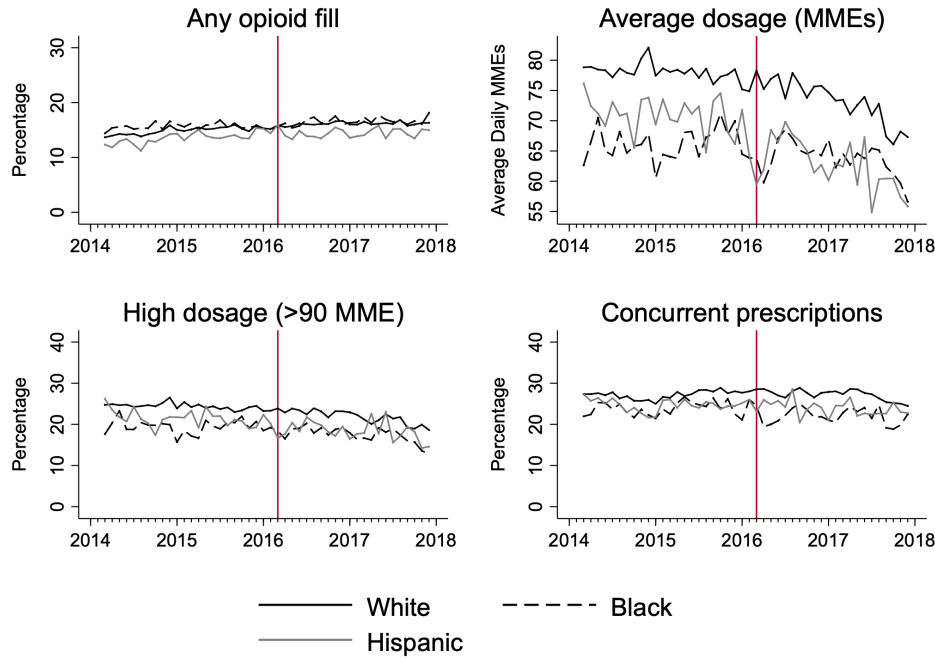 Any opioid fill
Percentage
30
20
10
0
2014 2015 2016 2017 2018
Average dosage (MMEs)
Average Daily MMEs
80
75
70
65
60
55
2014 2015 2016 2017 2018
High dosage (>90 MME)
Percentage
40
30
20
10
0
2014 2015 2016 2017 2018
Concurrent prescriptions
Percentage
40
30
20
10
0
2014 2015 2016 2017 2018
White Black
Hispanic